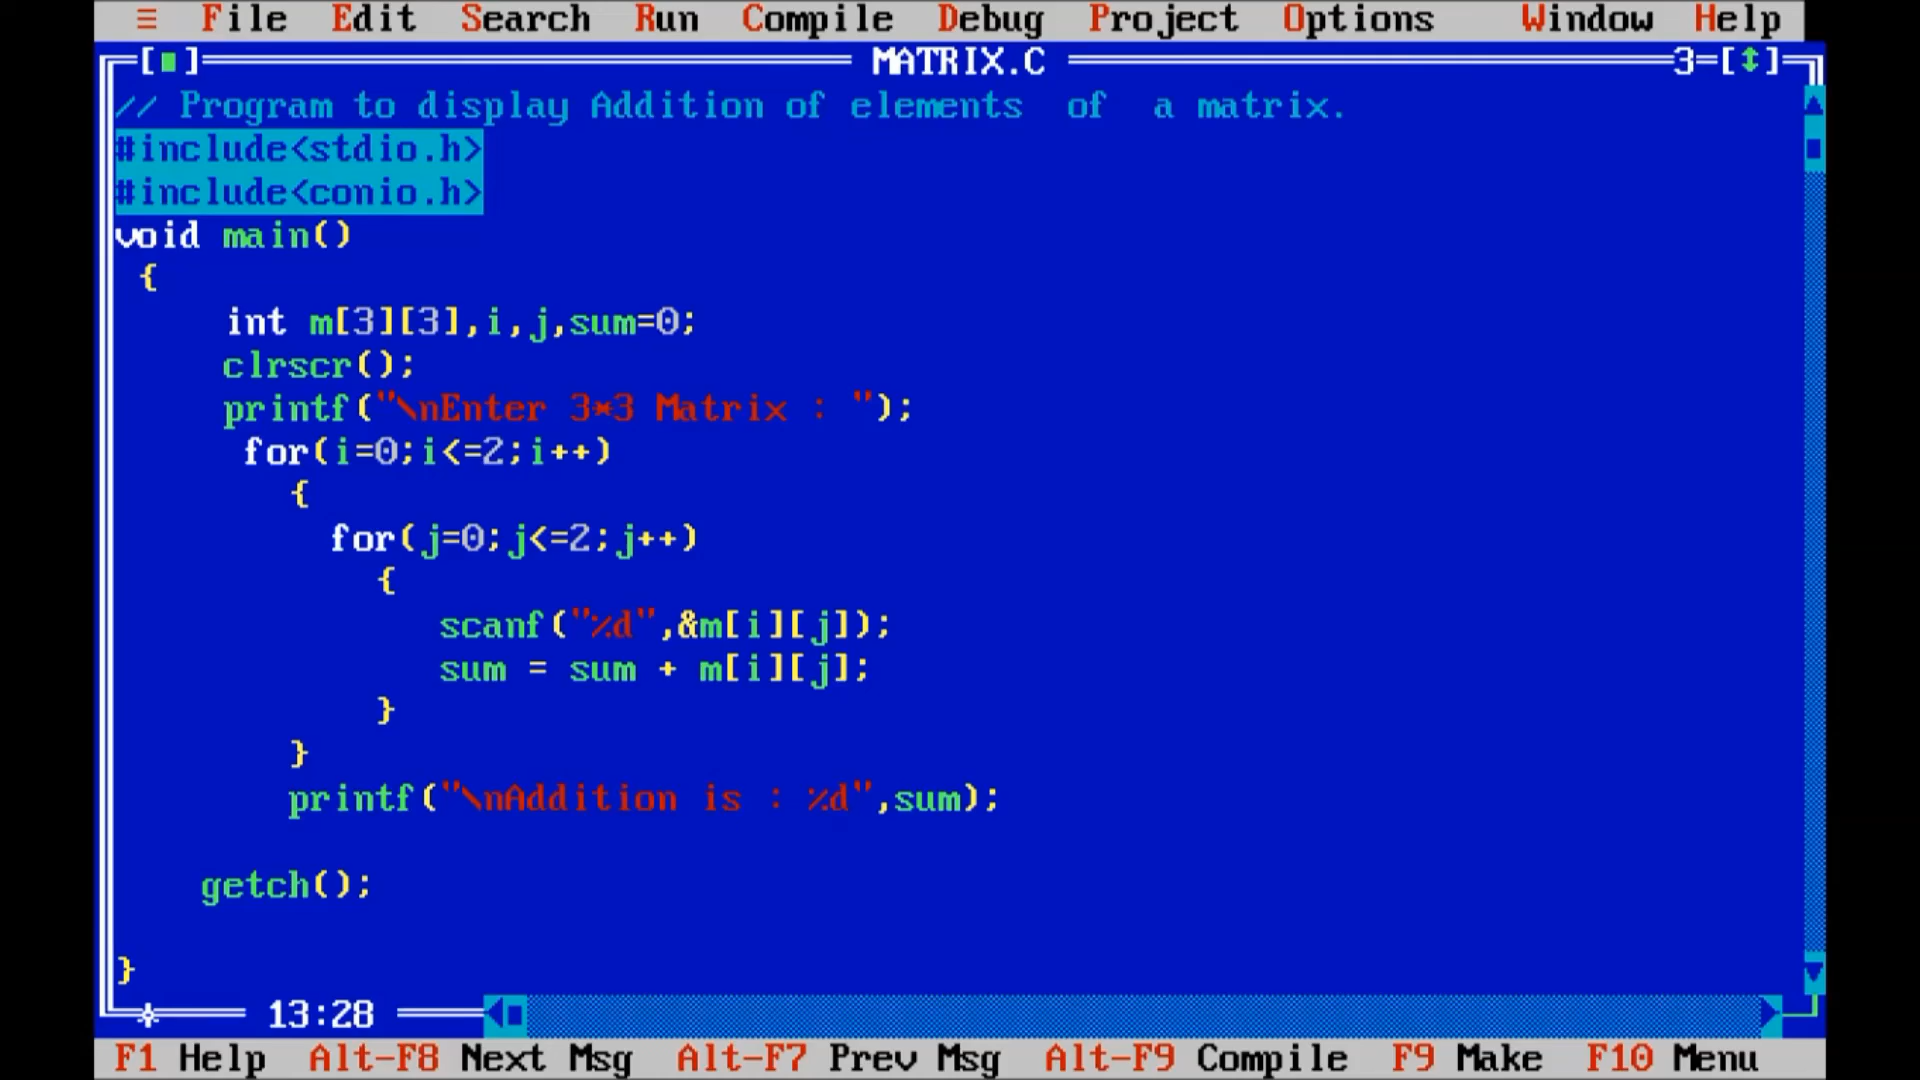 ≡ File Edit Search Run Compile Debug Project Options Window Help
[■] MATRIX.C 3=[↕]
// Program to display Addition of elements  of  a matrix.
#include<stdio.h>
#include<conio.h>
void main()
{
int m[3][3],i,j,sum=0;
clrscr();
printf("\nEnter 3*3 Matrix : ");
for(i=0;i<=2;i++)
{
for(j=0;j<=2;j++)
{
scanf("%d",&m[i][j]);
sum = sum + m[i][j];
}
}
printf("\nAddition is : %d",sum);
getch();
}
13:28
F1 Help Alt-F8 Next Msg Alt-F7 Prev Msg Alt-F9 Compile F9 Make F10 Menu